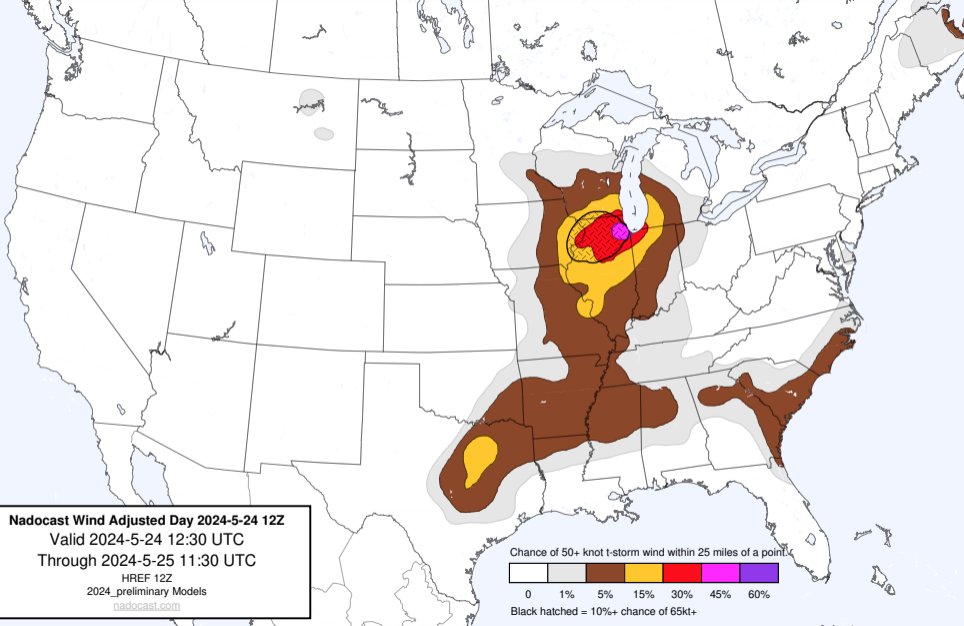 Nadocast Wind Adjusted Day 2024-5-24 12Z
Valid 2024-5-24 12:30 UTC
Through 2024-5-25 11:30 UTC
HREF 12Z
2024_preliminary Models
nadocast.com
Chance of 50+ knot t-storm wind within 25 miles of a point.
0 1% 5% 15% 30% 45% 60%
Black hatched = 10%+ chance of 65kt+